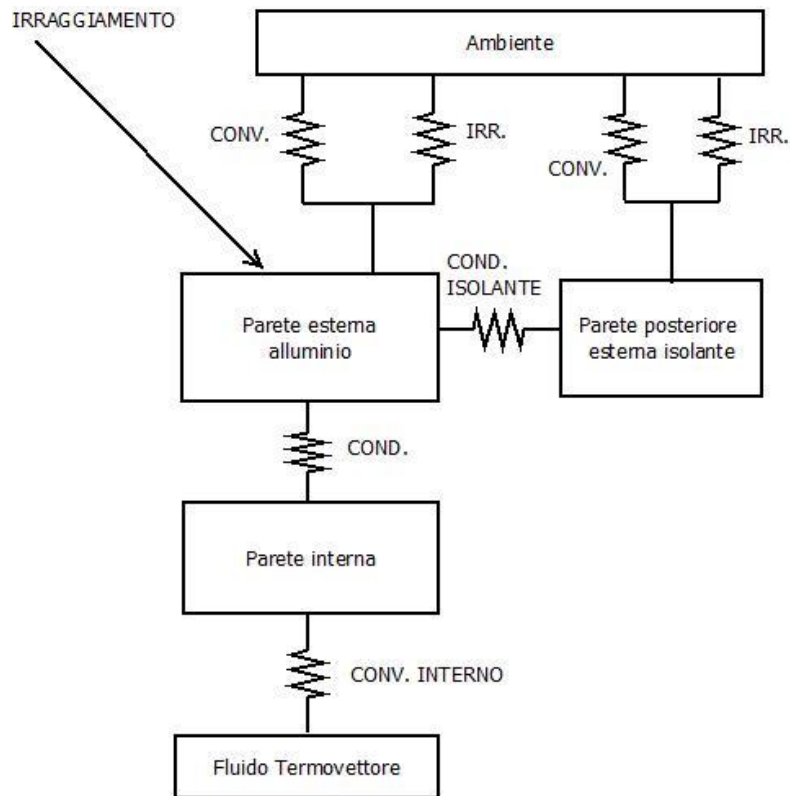 IRRAGGIAMENTO
Ambiente
CONV.
IRR.
CONV.
IRR.
COND.
ISOLANTE
Parete esterna
alluminio
Parete posteriore
esterna isolante
COND.
Parete interna
CONV. INTERNO
Fluido Termovettore